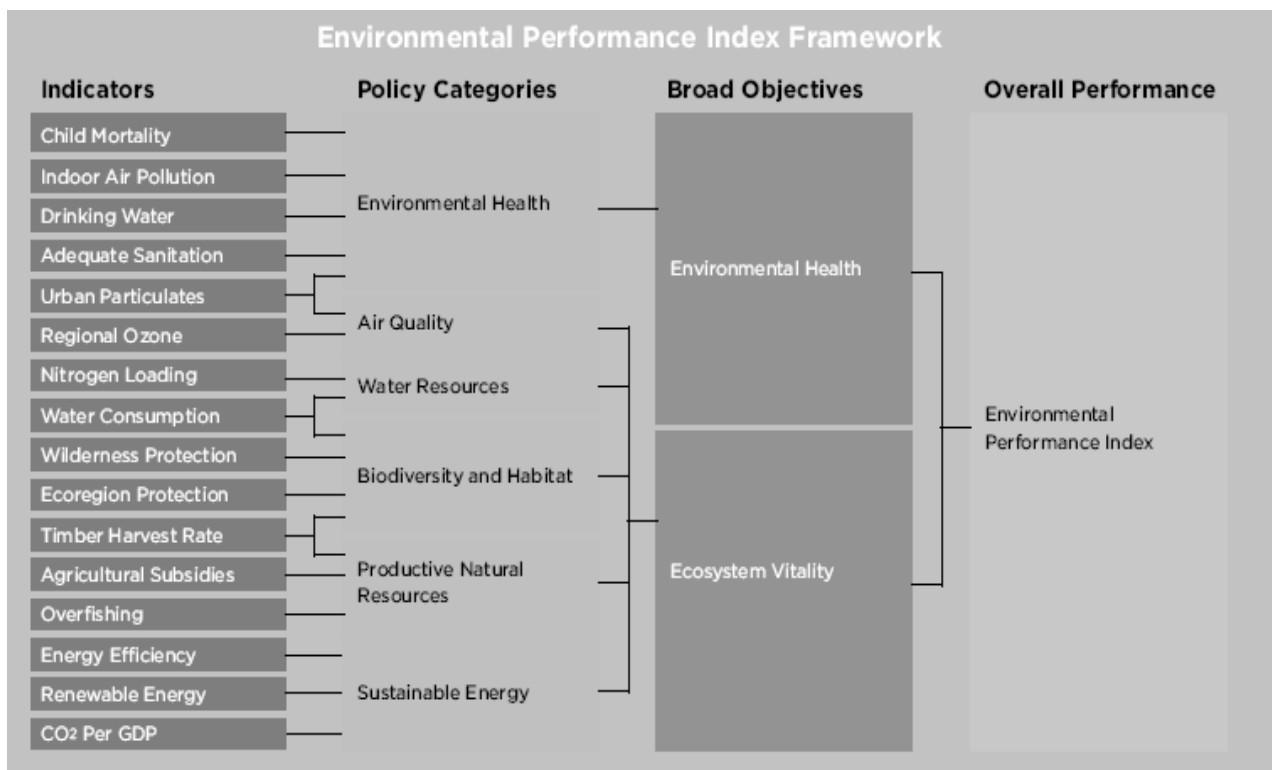 Environmental Performance Index Framework
Indicators
Policy Categories
Broad Objectives
Overall Performance
Child Mortality
Indoor Air Pollution
Drinking Water
Adequate Sanitation
Urban Particulates
Regional Ozone
Nitrogen Loading
Water Consumption
Wilderness Protection
Ecoregion Protection
Timber Harvest Rate
Agricultural Subsidies
Overfishing
Energy Efficiency
Renewable Energy
CO2 Per GDP
Environmental Health
Air Quality
Water Resources
Biodiversity and Habitat
Productive Natural
Resources
Sustainable Energy
Environmental Health
Ecosystem Vitality
Environmental
Performance Index